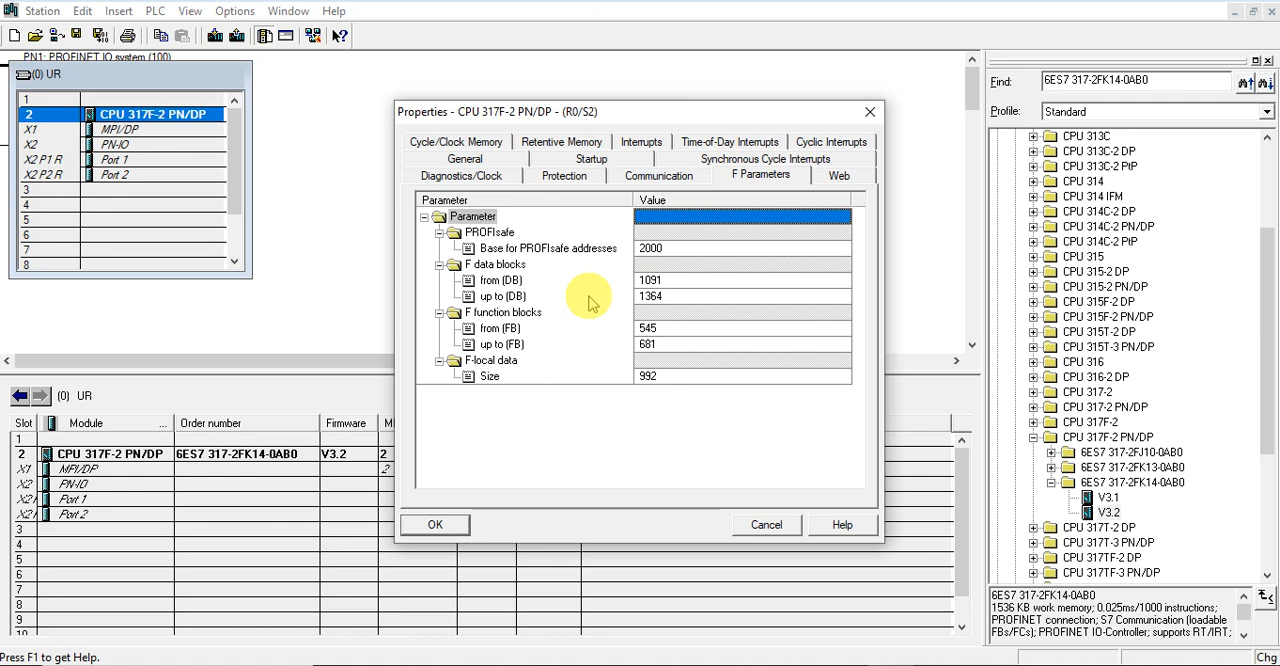 Station Edit Insert PLC View Options Window Help
PN1: PROFINET IO system (100)
(0) UR
1
2 CPU 317F-2 PN/DP
X1 MPI/DP
X2 PN-IO
X2 P1 R Port 1
X2 P2 R Port 2
3
4
5
6
7
8
Properties - CPU 317F-2 PN/DP - (R0/S2)
Cycle/Clock Memory Retentive Memory Interrupts Time-of-Day Interrupts Cyclic Interrupts
General Startup Synchronous Cycle Interrupts
Diagnostics/Clock Protection Communication F Parameters Web
Parameter Value
Parameter
PROFIsafe
Base for PROFIsafe addresses 2000
F data blocks
from (DB) 1091
up to (DB) 1364
F function blocks
from (FB) 545
up to (FB) 681
F-local data
Size 992
OK Cancel Help
Find: 6ES7 317-2FK14-0AB0
Profile: Standard
CPU 313C
CPU 313C-2 DP
CPU 313C-2 PtP
CPU 314
CPU 314 IFM
CPU 314C-2 DP
CPU 314C-2 PN/DP
CPU 314C-2 PtP
CPU 315
CPU 315-2 DP
CPU 315-2 PN/DP
CPU 315F-2 DP
CPU 315F-2 PN/DP
CPU 315T-2 DP
CPU 315T-3 PN/DP
CPU 316
CPU 316-2 DP
CPU 317-2
CPU 317-2 PN/DP
CPU 317F-2
CPU 317F-2 PN/DP
6ES7 317-2FJ10-0AB0
6ES7 317-2FK13-0AB0
6ES7 317-2FK14-0AB0
V3.1
V3.2
CPU 317T-2 DP
CPU 317T-3 PN/DP
CPU 317TF-2 DP
CPU 317TF-3 PN/DP
6ES7 317-2FK14-0AB0
1536 KB work memory; 0.025ms/1000 instructions;
PROFINET connection; S7 Communication (loadable
FBs/FCs); PROFINET IO-Controller; supports RT/IRT;
(0) UR
Slot Module ... Order number Firmware
1
2 CPU 317F-2 PN/DP 6ES7 317-2FK14-0AB0 V3.2 2
X1 MPI/DP 2
X2 PN-IO
X2 Port 1
X2 Port 2
3
4
5
6
7
8
9
10
Press F1 to get Help. Chg